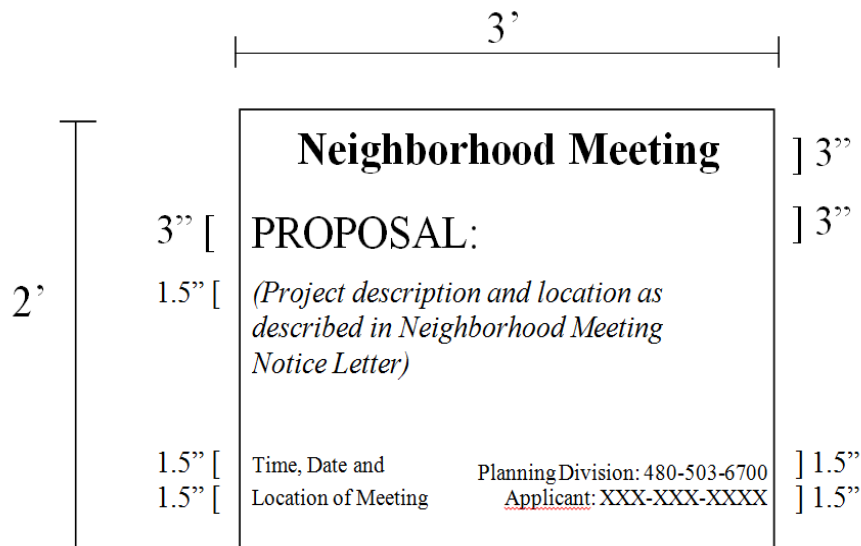 3’
Neighborhood Meeting
] 3”
3” [
PROPOSAL:
] 3”
2’
1.5” [
(Project description and location as
described in Neighborhood Meeting
Notice Letter)
1.5” [
Time, Date and
Planning Division: 480-503-6700
] 1.5”
1.5” [
Location of Meeting
Applicant: XXX-XXX-XXXX
] 1.5”